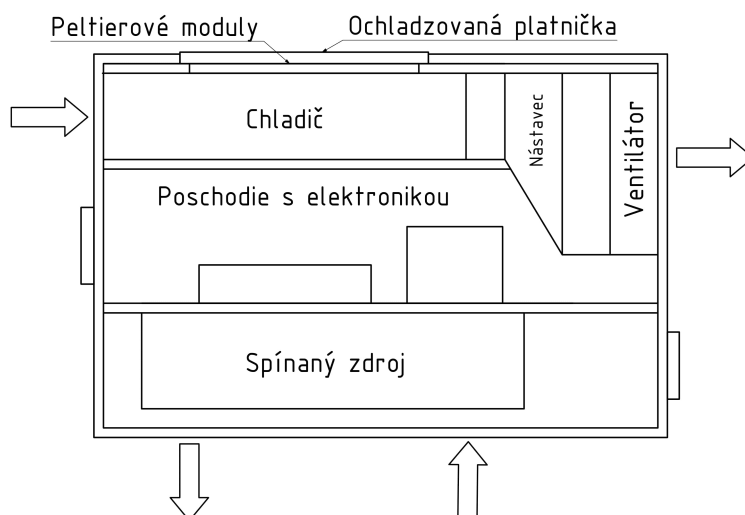 Peltierové moduly
Ochladzovaná platnička
Chladič
Nástavec
Ventilátor
Poschodie s elektronikou
Spínaný zdroj